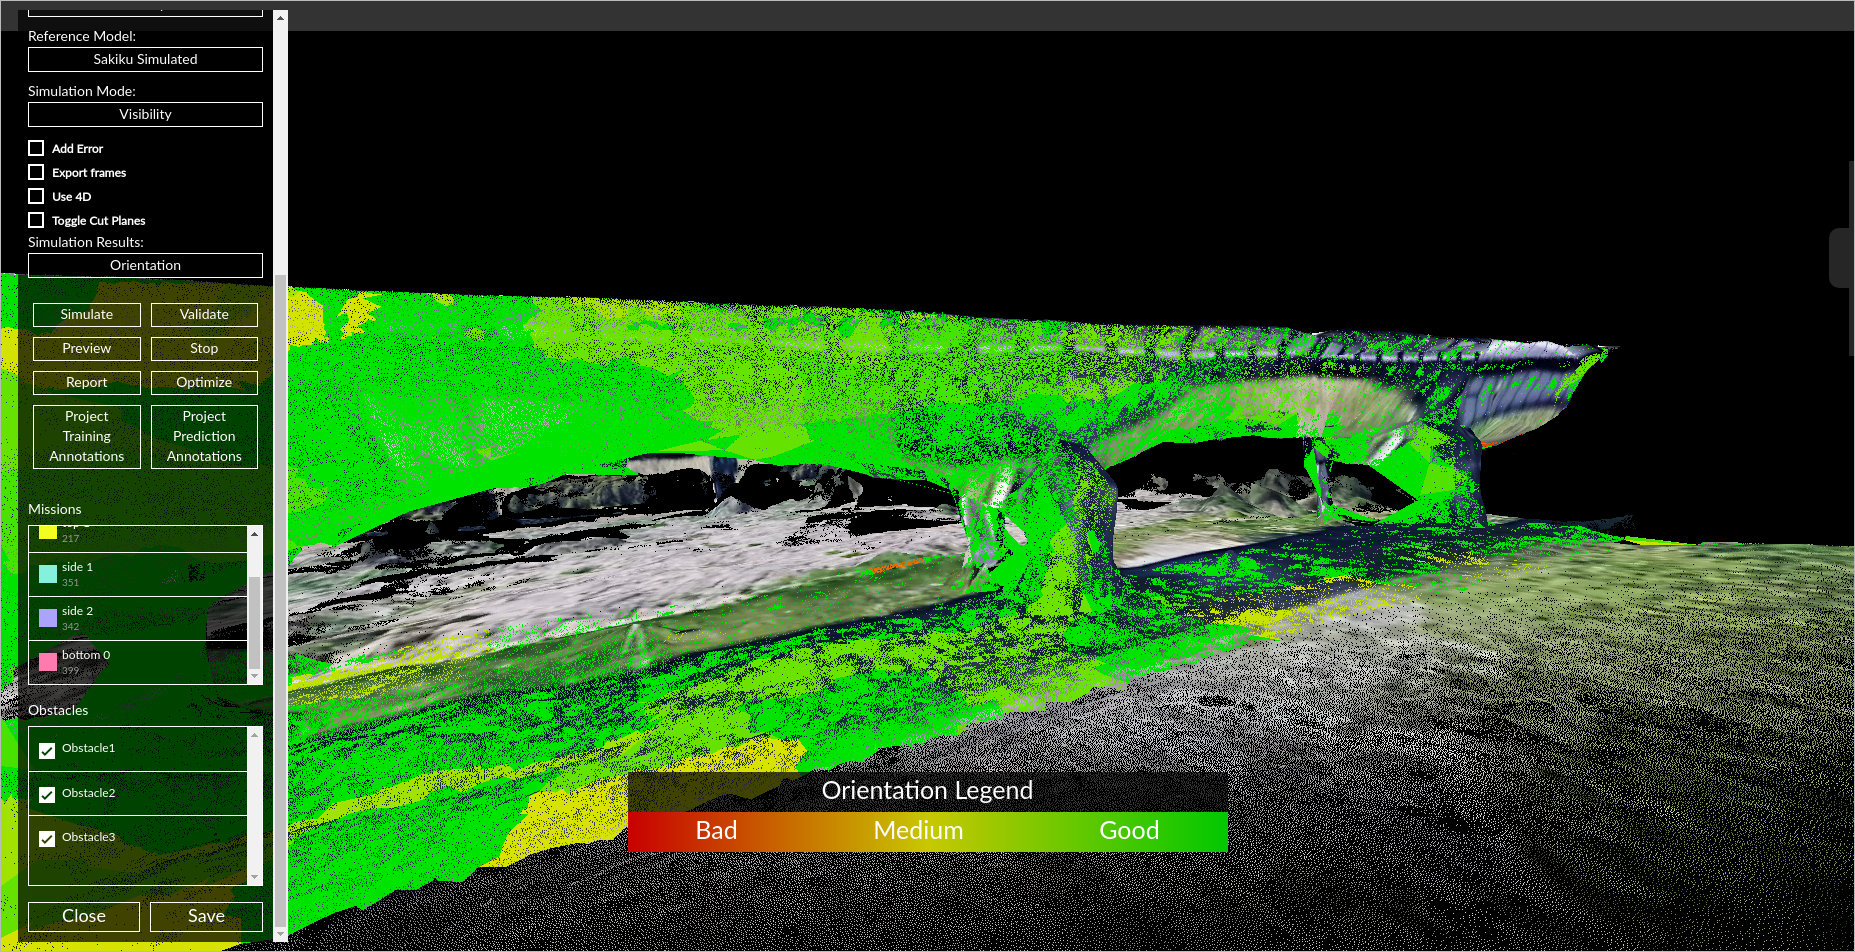 Reference Model:
Sakiku Simulated
Simulation Mode:
Visibility
Add Error
Export frames
Use 4D
Toggle Cut Planes
Simulation Results:
Orientation
Simulate
Validate
Preview
Stop
Report
Optimize
Project
Training
Annotations
Project
Prediction
Annotations
Missions
217
side 1
351
side 2
342
bottom 0
399
Obstacles
Obstacle1
Obstacle2
Obstacle3
Close
Save
Orientation Legend
Bad
Medium
Good